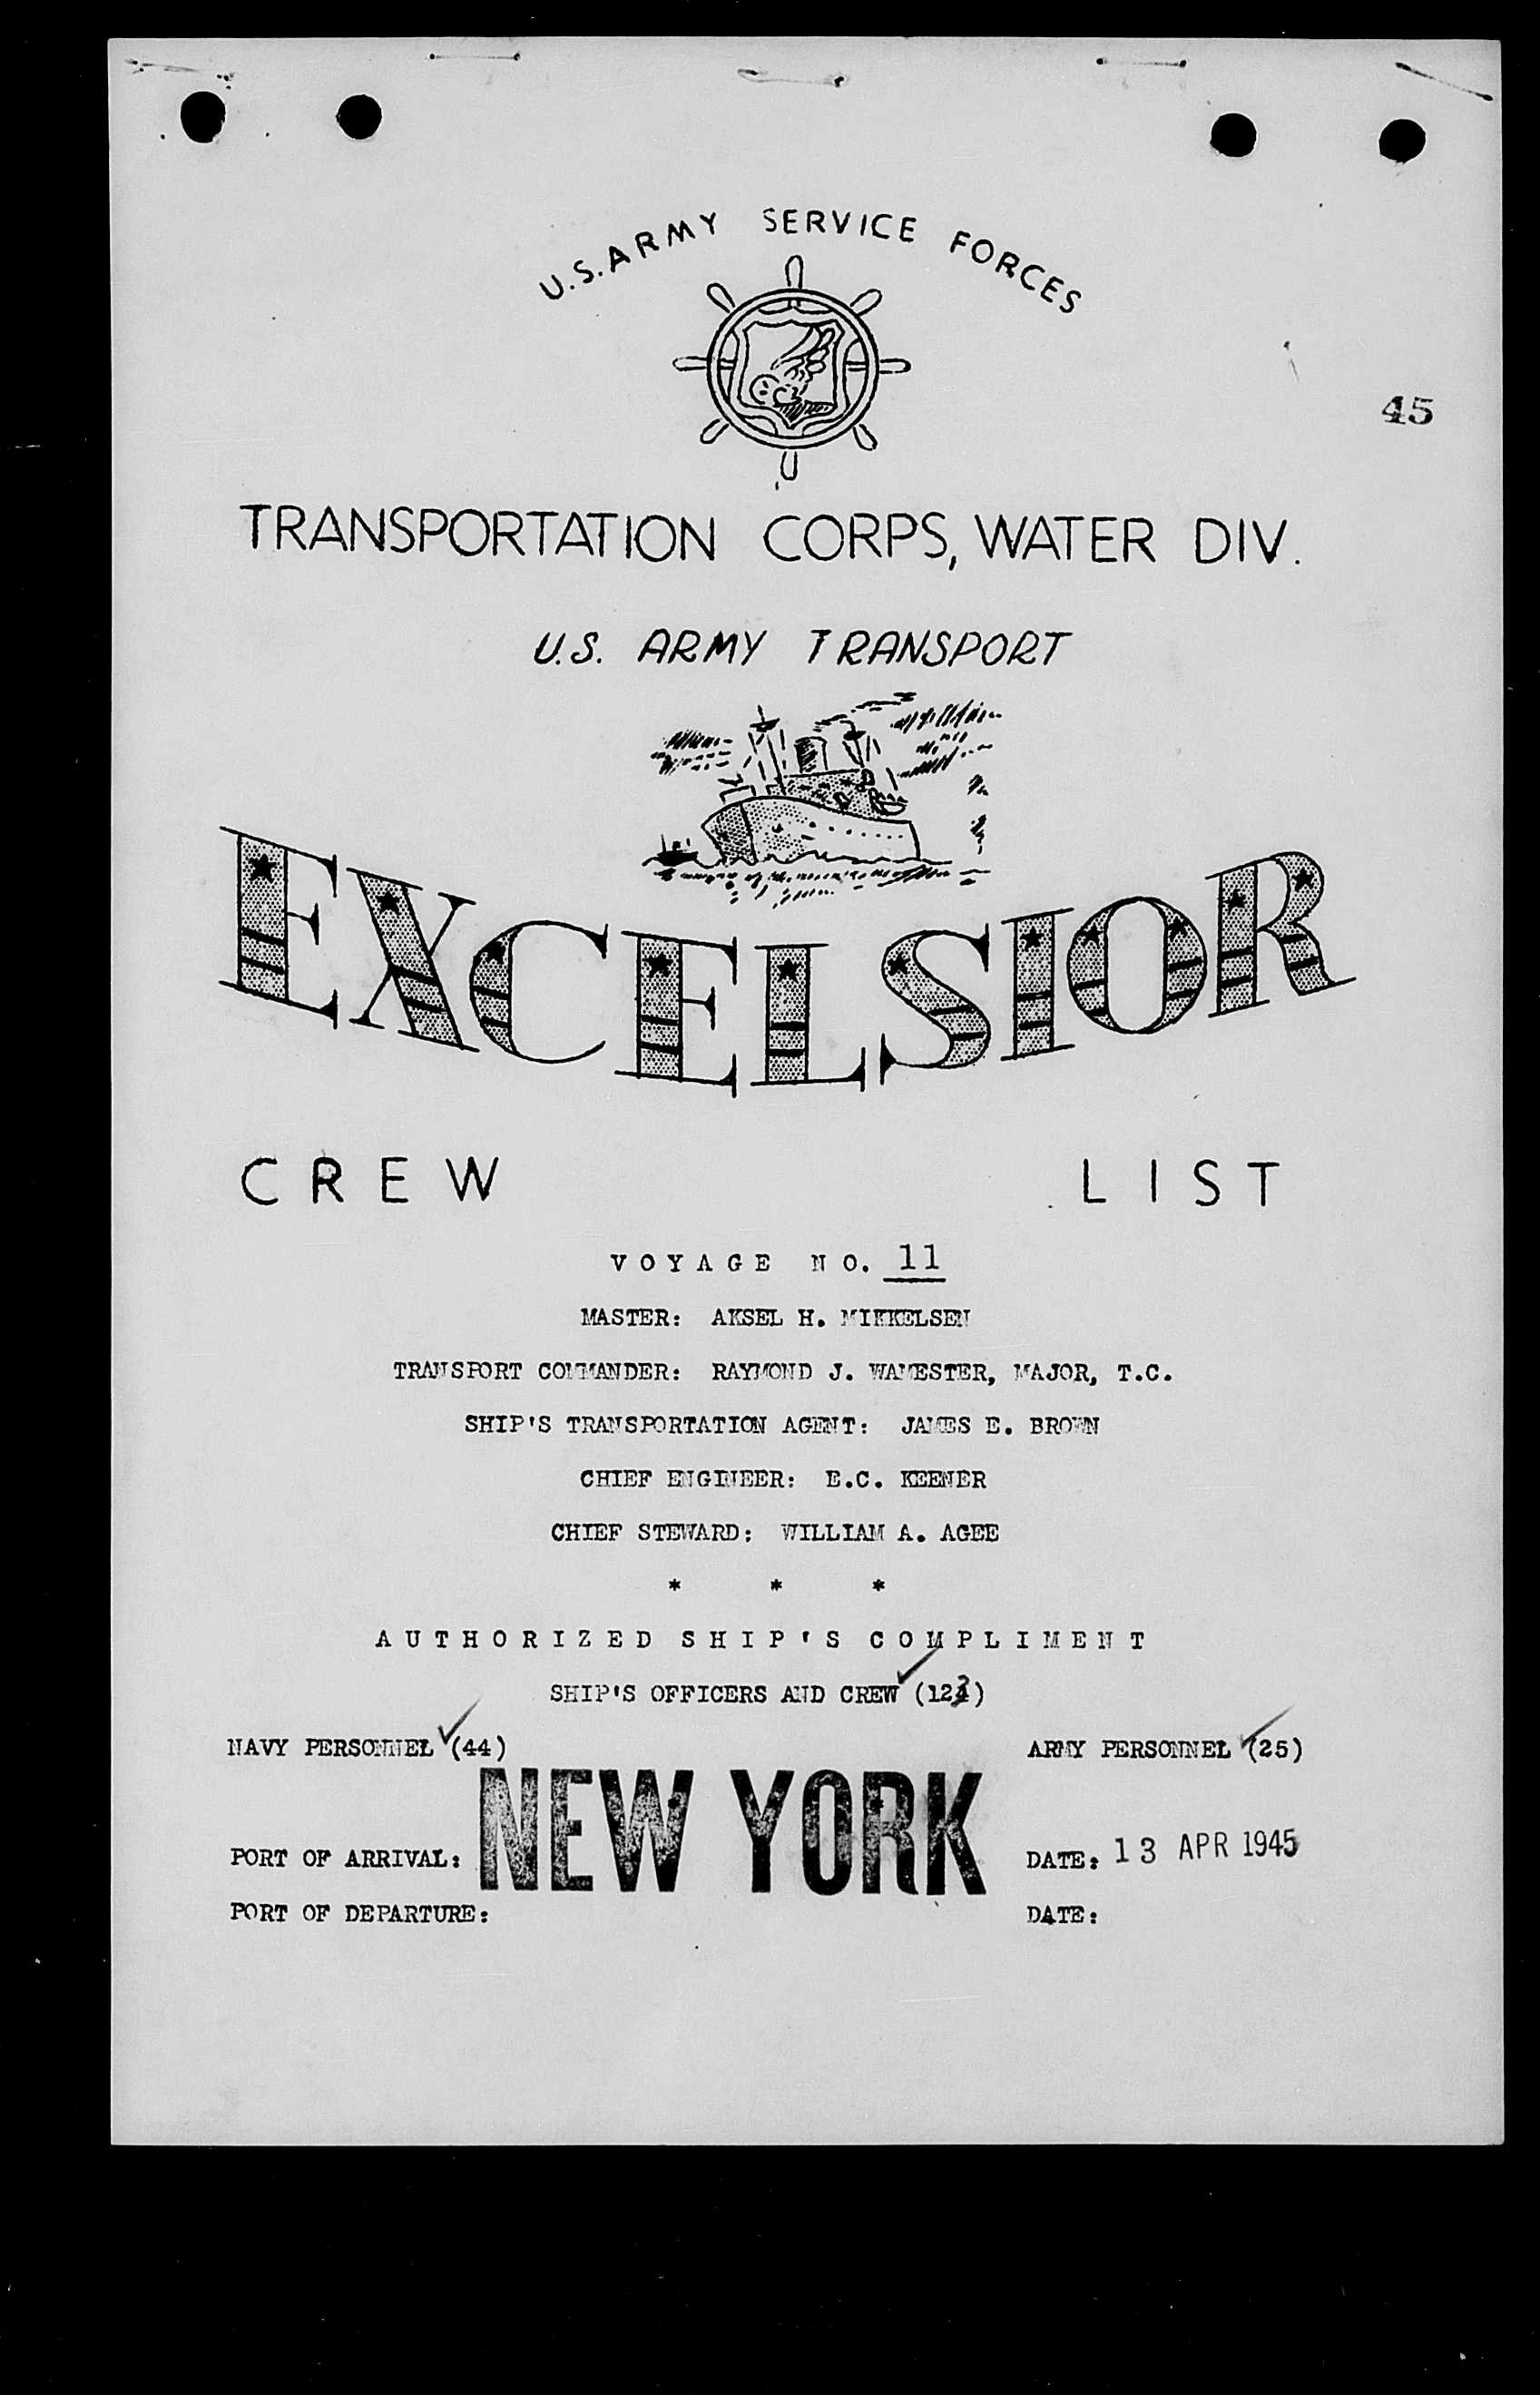 U.S. ARMY SERVICE FORCES
45
TRANSPORTATION CORPS, WATER DIV.
U.S. ARMY TRANSPORT
EXCELSIOR
CREW LIST
VOYAGE NO. 11
MASTER: AKSEL H. MIKKELSEN
TRANSPORT COMMANDER: RAYMOND J. WAMESTER, MAJOR, T.C.
SHIP'S TRANSPORTATION AGENT: JAMES E. BROWN
CHIEF ENGINEER: E.C. KEENER
CHIEF STEWARD: WILLIAM A. AGEE
* * *
AUTHORIZED SHIP'S COMPLIMENT
SHIP'S OFFICERS AND CREW
NAVY PERSONNEL (44) ARMY PERSONNEL (25)
PORT OF ARRIVAL: NEW YORK DATE: 13 APR 1945
PORT OF DEPARTURE: DATE: